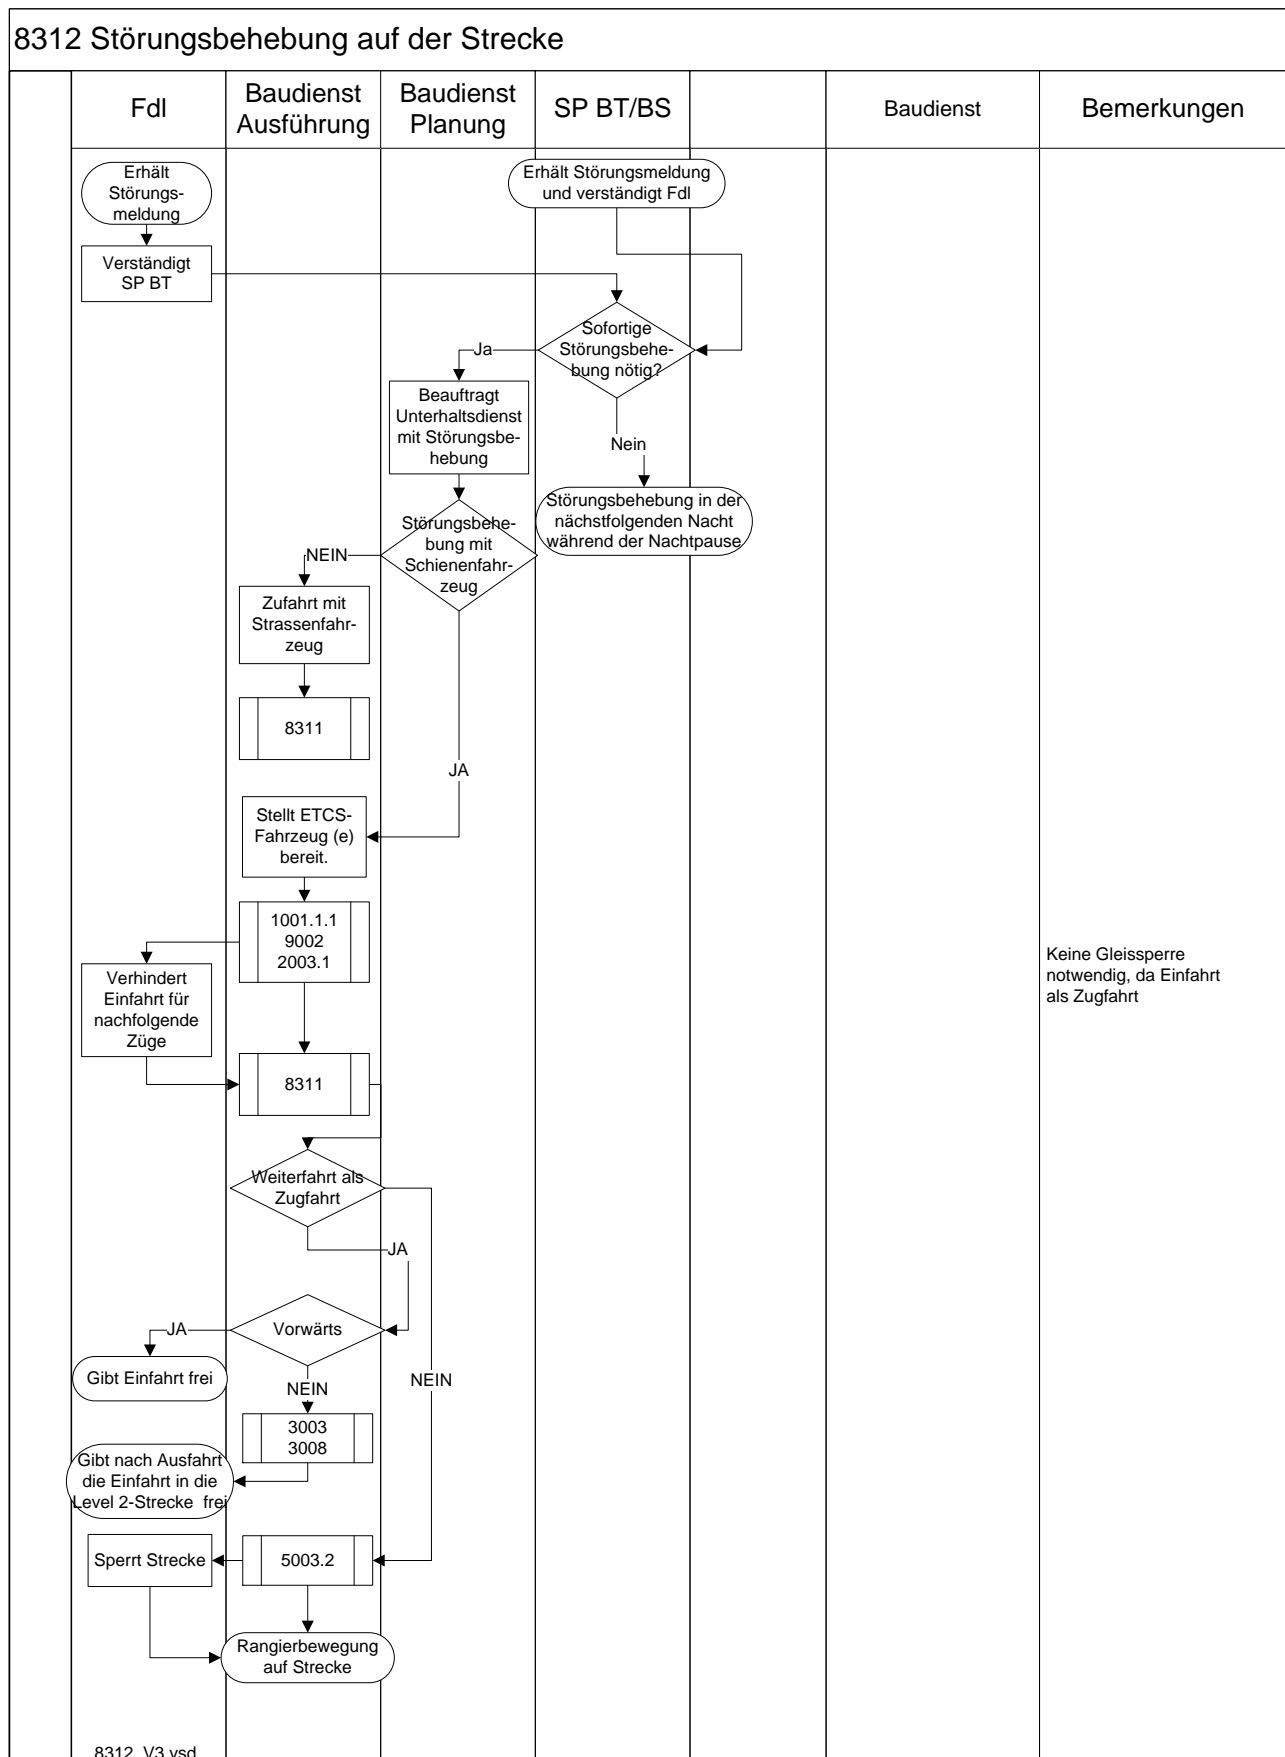 8312 Störungsbehebung auf der Strecke
Fdl
Baudienst
Ausführung
Baudienst
Planung
SP BT/BS
Baudienst
Bemerkungen
Erhält
Störungs-
meldung
Erhält Störungsmeldung
und verständigt Fdl
Verständigt
SP BT
Sofortige
Störungsbehe-
bung nötig?
Ja
Beauftragt
Unterhaltsdienst
mit Störungsbe-
hebung
Nein
Störungsbehebung in der
nächstfolgenden Nacht
während der Nachtpause
Störungsbehe-
bung mit
Schienenfahr-
zeug
NEIN
Zufahrt mit
Strassenfahr-
zeug
8311
JA
Stellt ETCS-
Fahrzeug (e)
bereit.
1001.1.1
9002
2003.1
Keine Gleissperre
notwendig, da Einfahrt
als Zugfahrt
Verhindert
Einfahrt für
nachfolgende
Züge
8311
Weiterfahrt als
Zugfahrt
JA
Vorwärts
JA
Gibt Einfahrt frei
NEIN
NEIN
3003
3008
Gibt nach Ausfahrt
die Einfahrt in die
Level 2-Strecke frei
Sperrt Strecke
5003.2
Rangierbewegung
auf Strecke
8312_V3.vsd